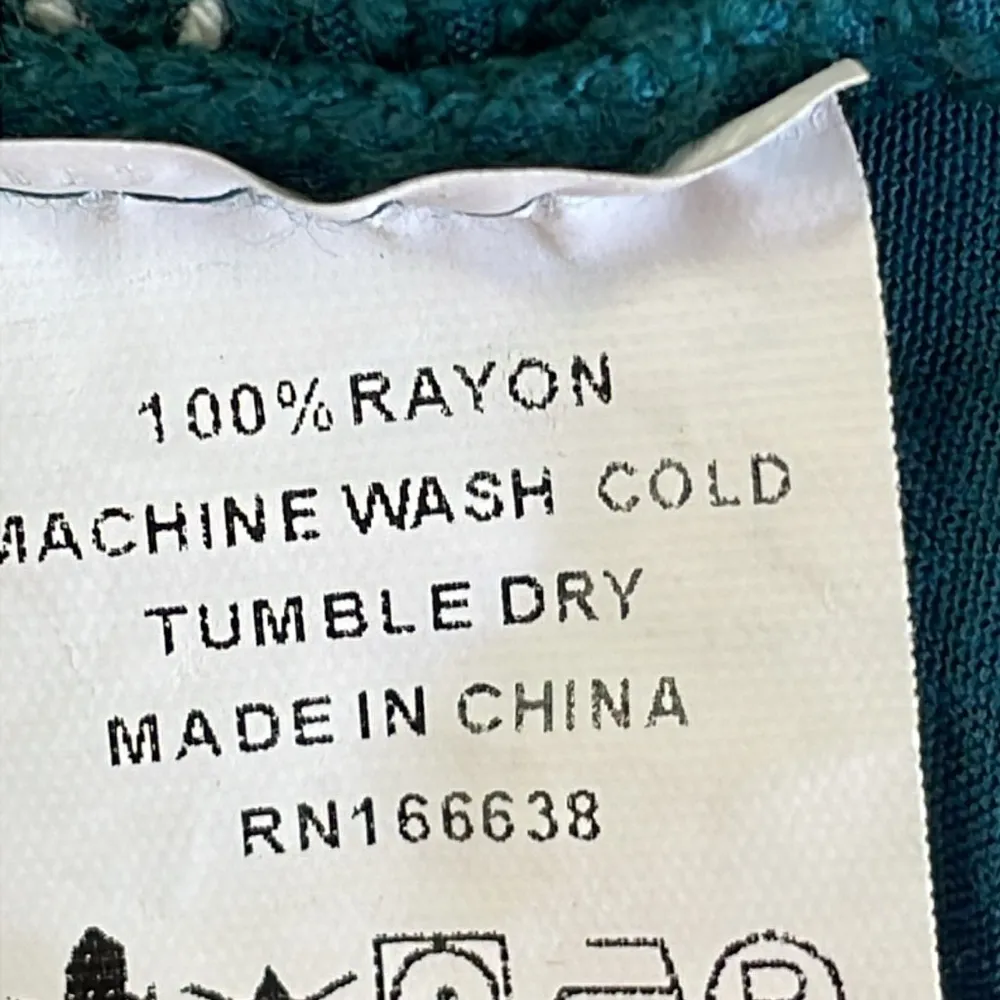 100% RAYON
MACHINE WASH COLD
TUMBLE DRY
MADE IN CHINA
RN166638
P